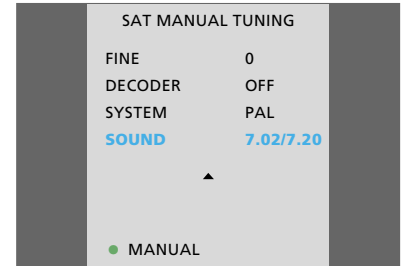 SAT MANUAL TUNING
FINE 0
DECODER OFF
SYSTEM PAL
SOUND 7.02/7.20
MANUAL